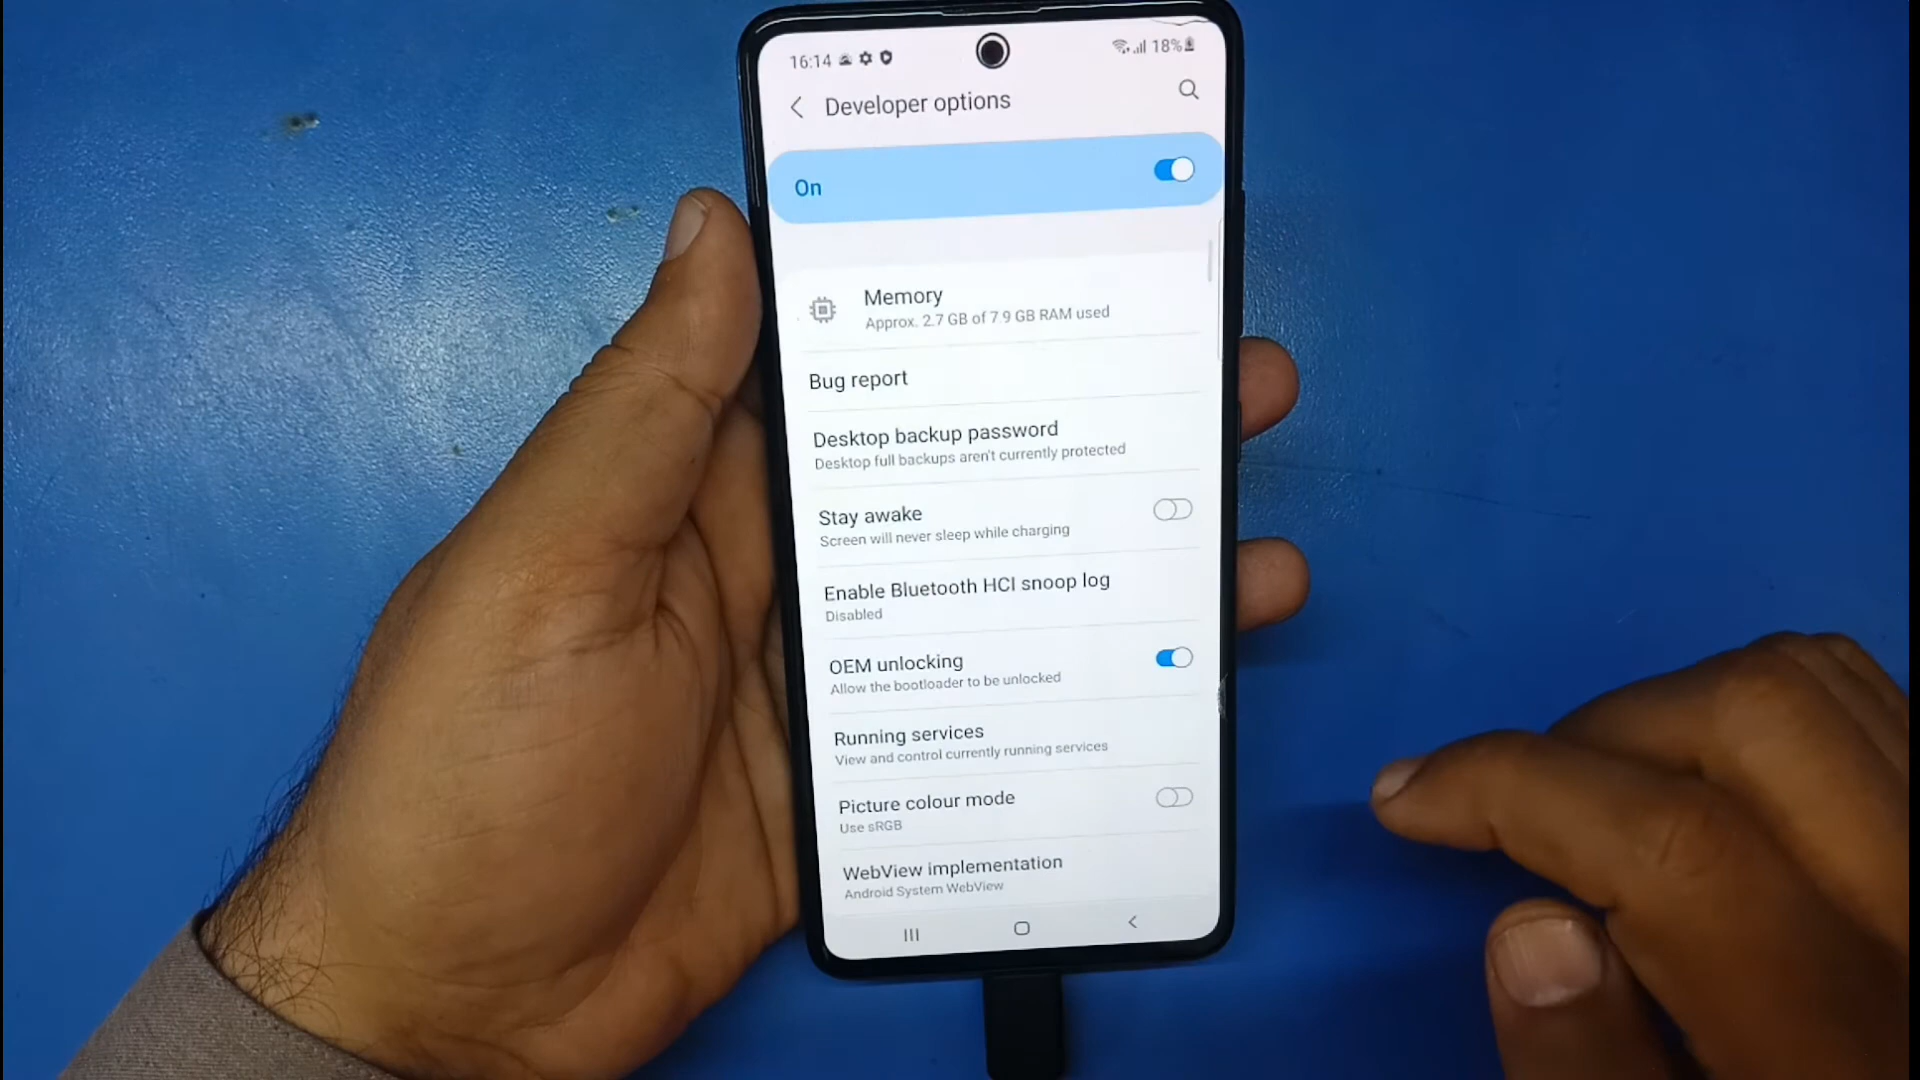 16:14
18%
Developer options
On
Memory
Approx. 2.7 GB of 7.9 GB RAM used
Bug report
Desktop backup password
Desktop full backups aren't currently protected
Stay awake
Screen will never sleep while charging
Enable Bluetooth HCI snoop log
Disabled
OEM unlocking
Allow the bootloader to be unlocked
Running services
View and control currently running services
Picture colour mode
Use sRGB
WebView implementation
Android System WebView